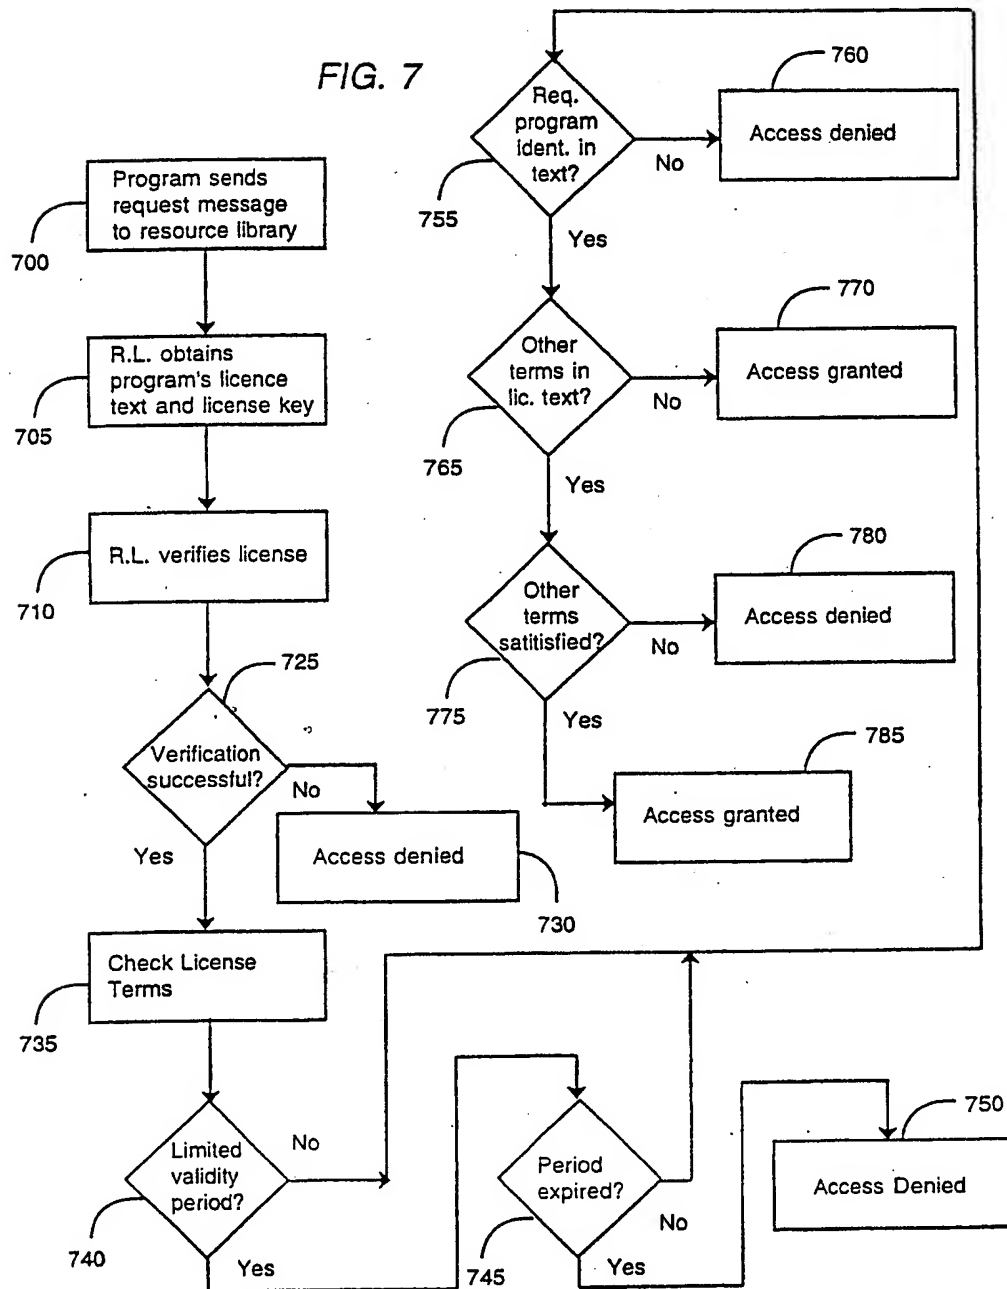 FIG. 7
Program sends
request message
to resource library
700
R.L. obtains
program's licence
text and license key
705
R.L. verifies license
710
725
Verification
successful?
No
Yes
Access denied
730
Check License
Terms
735
Limited
validity
period?
No
740
Yes
Period
expired?
No
745
Yes
750
Access Denied
Req.
program
ident. in
text?
755
No
Yes
760
Access denied
Other
terms in
lic. text?
765
No
Yes
770
Access granted
Other
terms
satitisfied?
775
No
Yes
780
Access denied
785
Access granted